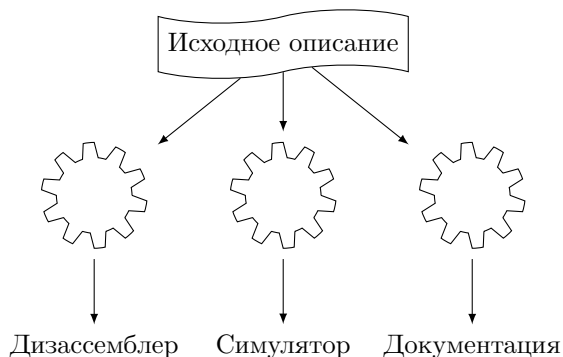 Исходное описание
Дизассемблер Симулятор Документация